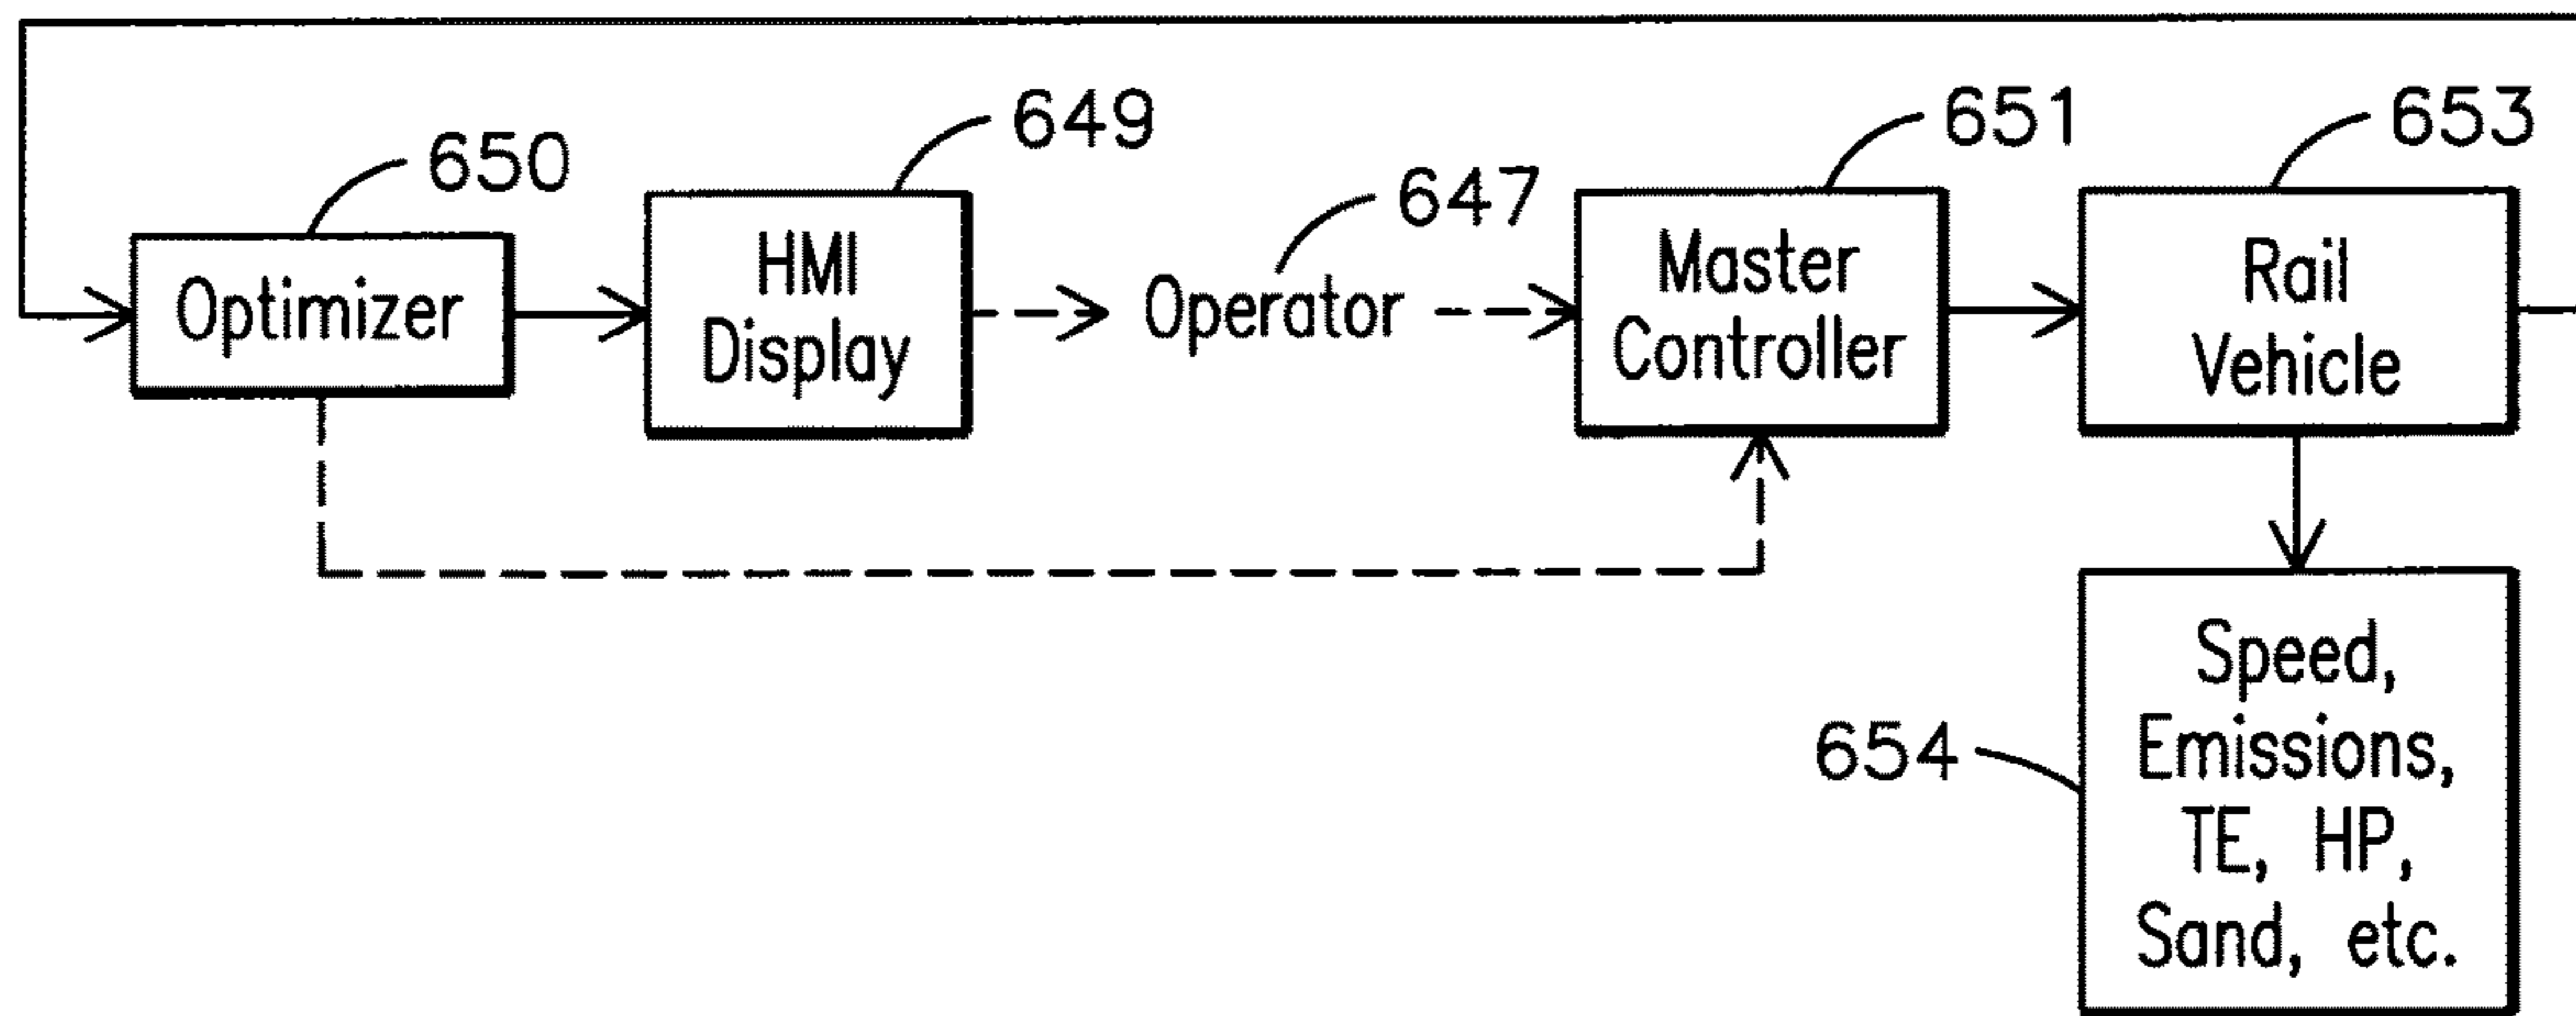 650
Optimizer
649
HMI
Display
647
Operator
651
Master
Controller
653
Rail
Vehicle
654
Speed,
Emissions,
TE, HP,
Sand, etc.